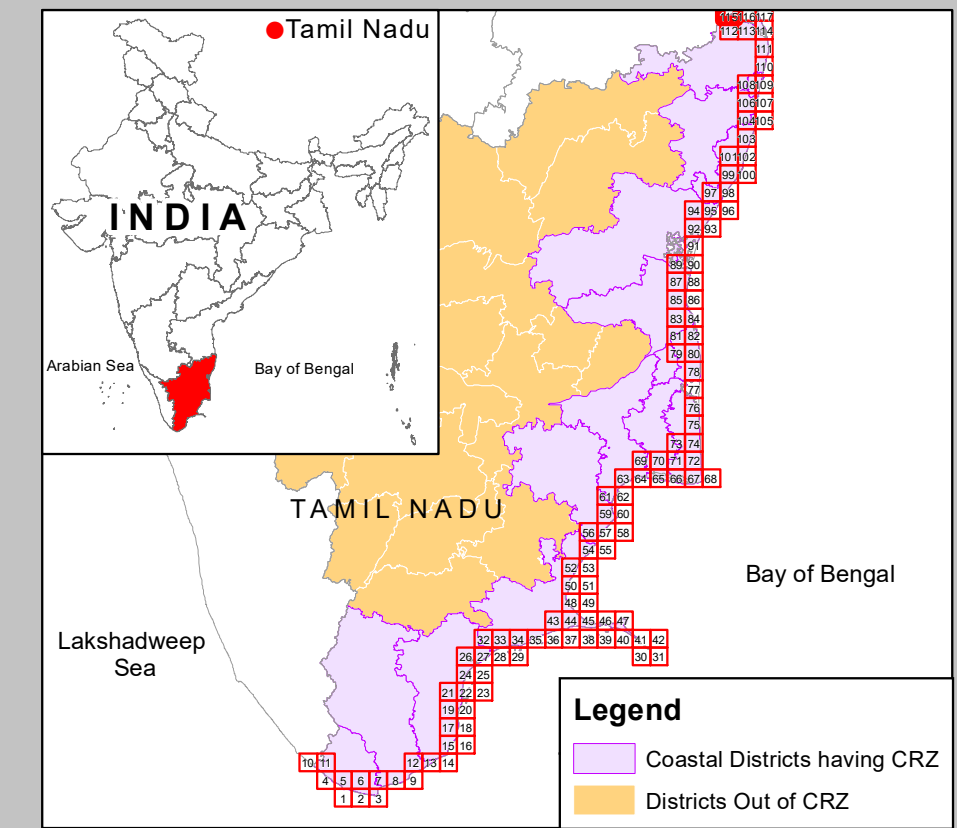 Tamil Nadu
INDIA
Arabian Sea
Bay of Bengal
115 116 117
112 113 114
111
110
108 109
106 107
104 105
103
101 102
99 100
97 98
94 95 96
92 93
91
89 90
87 88
85 86
83 84
81 82
79 80
78
77
76
75
73 74
69 70 71 72
63 64 65 66 67 68
61 62
TAMIL NADU
59 60
56 57 58
54 55
52 53
Bay of Bengal
50 51
48 49
43 44 45 46 47
Lakshadweep
Sea
32 33 34 35 36 37 38 39 40 41 42
26 27 28 29 30 31
24 25
21 22 23
19 20
17 18
15 16
10 11 12 13 14
4 5 6 7 8 9
1 2 3
Legend
Coastal Districts having CRZ
Districts Out of CRZ